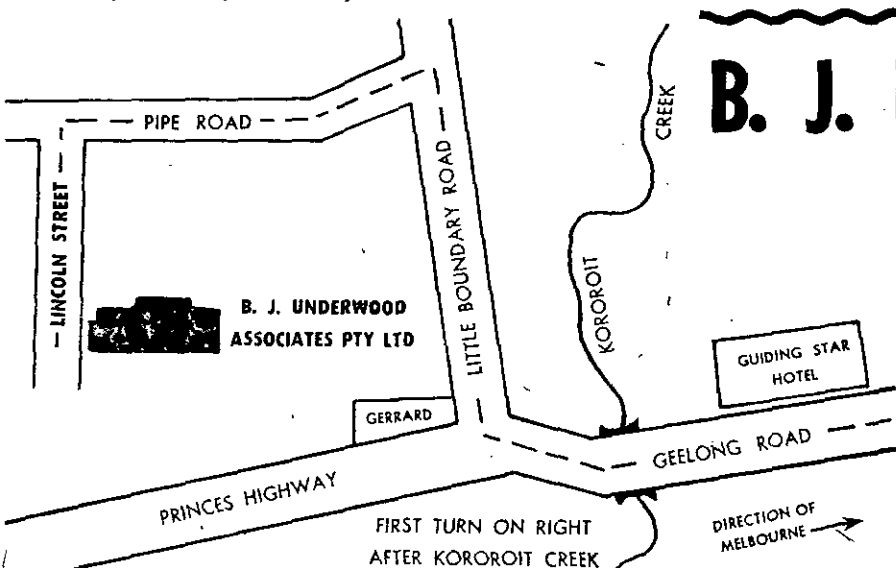 B. J.
PIPE ROAD
LINCOLN STREET
B. J. UNDERWOOD
ASSOCIATES PTY LTD
LITTLE BOUNDARY ROAD
KOROROIT
CREEK
GUIDING STAR
HOTEL
GERRARD
GEELONG ROAD
PRINCES HIGHWAY
FIRST TURN ON RIGHT
AFTER KOROROIT CREEK
DIRECTION OF
MELBOURNE